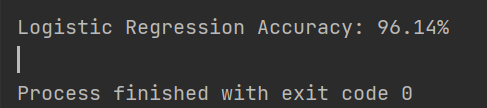 Logistic Regression Accuracy: 96.14%
Process finished with exit code 0